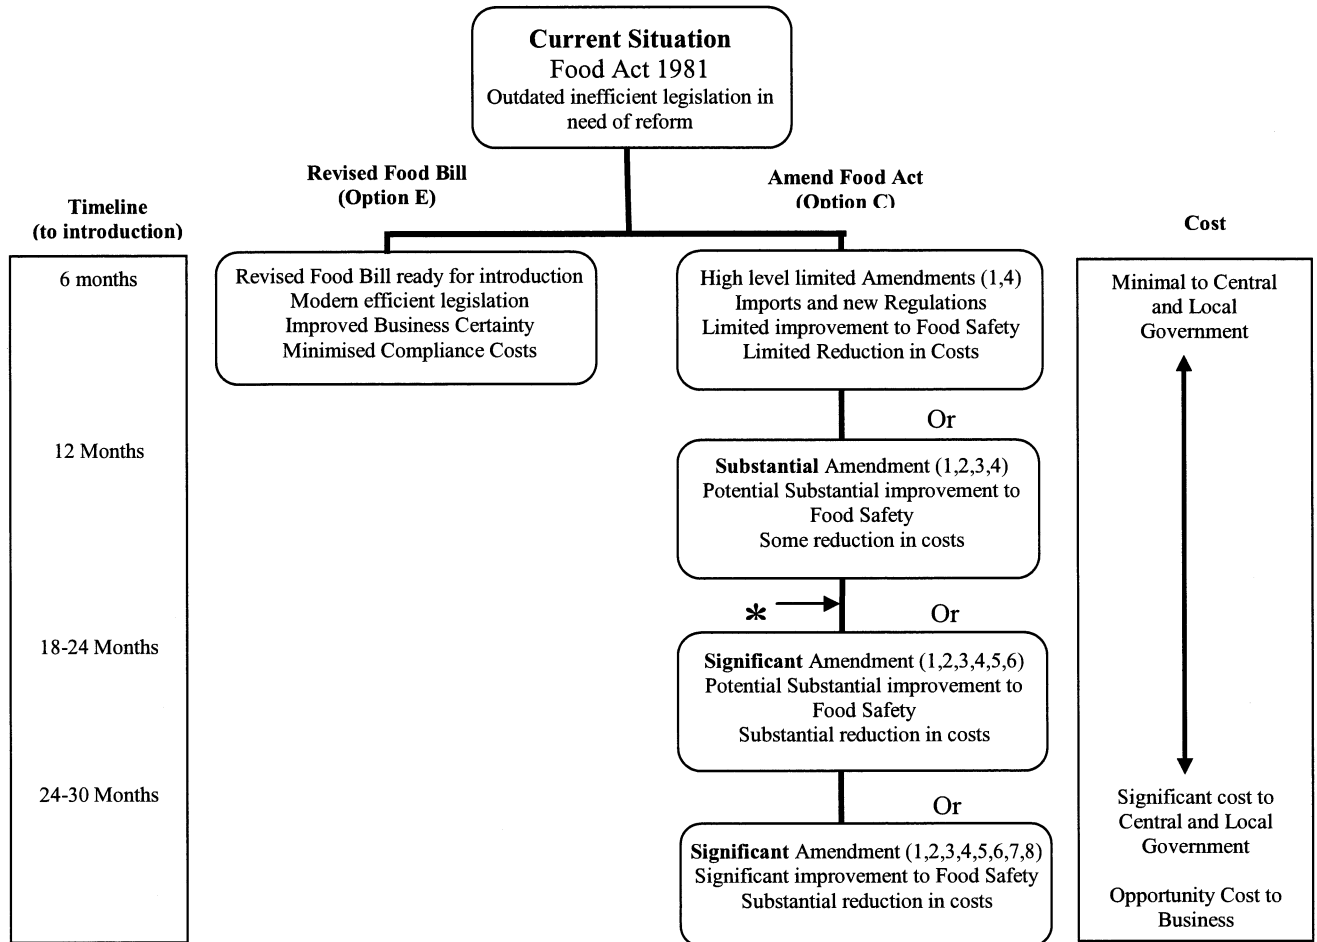 Current Situation
Food Act 1981
Outdated inefficient legislation in
need of reform
Revised Food Bill
(Option E)
Amend Food Act
(Option C)
Timeline
(to introduction)
Cost
6 months
12 Months
18-24 Months
24-30 Months
Revised Food Bill ready for introduction
Modern efficient legislation
Improved Business Certainty
Minimised Compliance Costs
High level limited Amendments (1,4)
Imports and new Regulations
Limited improvement to Food Safety
Limited Reduction in Costs
Or
Substantial Amendment (1,2,3,4)
Potential Substantial improvement to
Food Safety
Some reduction in costs
*
Or
Significant Amendment (1,2,3,4,5,6)
Potential Substantial improvement to
Food Safety
Substantial reduction in costs
Or
Significant Amendment (1,2,3,4,5,6,7,8)
Significant improvement to Food Safety
Substantial reduction in costs
Minimal to Central
and Local
Government
Significant cost to
Central and Local
Government
Opportunity Cost to
Business